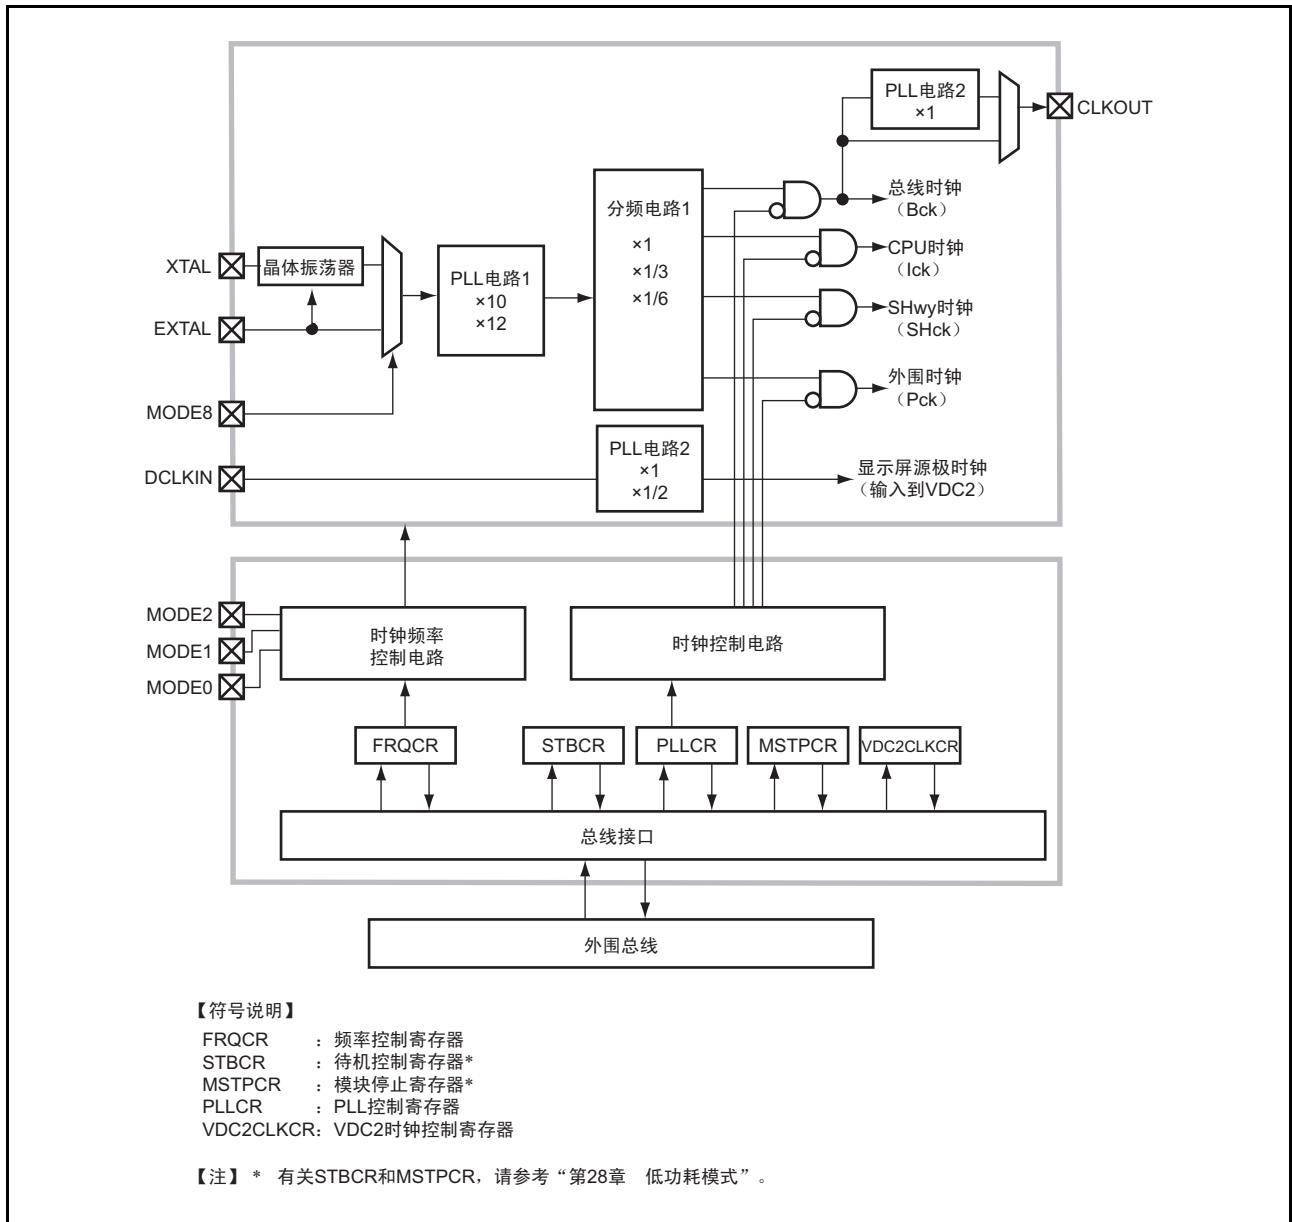 PLL电路2
×1
CLKOUT
总线时钟
（Bck）
分频电路1
×1
×1/3
×1/6
CPU时钟
（Ick）
XTAL
晶体振荡器
PLL电路1
×10
×12
SHwy时钟
（SHck）
EXTAL
外围时钟
（Pck）
MODE8
PLL电路2
×1
×1/2
DCLKIN
显示屏源极时钟
（输入到VDC2）
MODE2
MODE1
MODE0
时钟频率
控制电路
时钟控制电路
FRQCR
STBCR
PLLCR
MSTPCR
VDC2CLKCR
总线接口
外围总线
【符号说明】
FRQCR ：频率控制寄存器
STBCR ：待机控制寄存器*
MSTPCR ：模块停止寄存器*
PLLCR ：PLL控制寄存器
VDC2CLKCR：VDC2时钟控制寄存器
【注】 * 有关STBCR和MSTPCR，请参考“第28章 低功耗模式”。